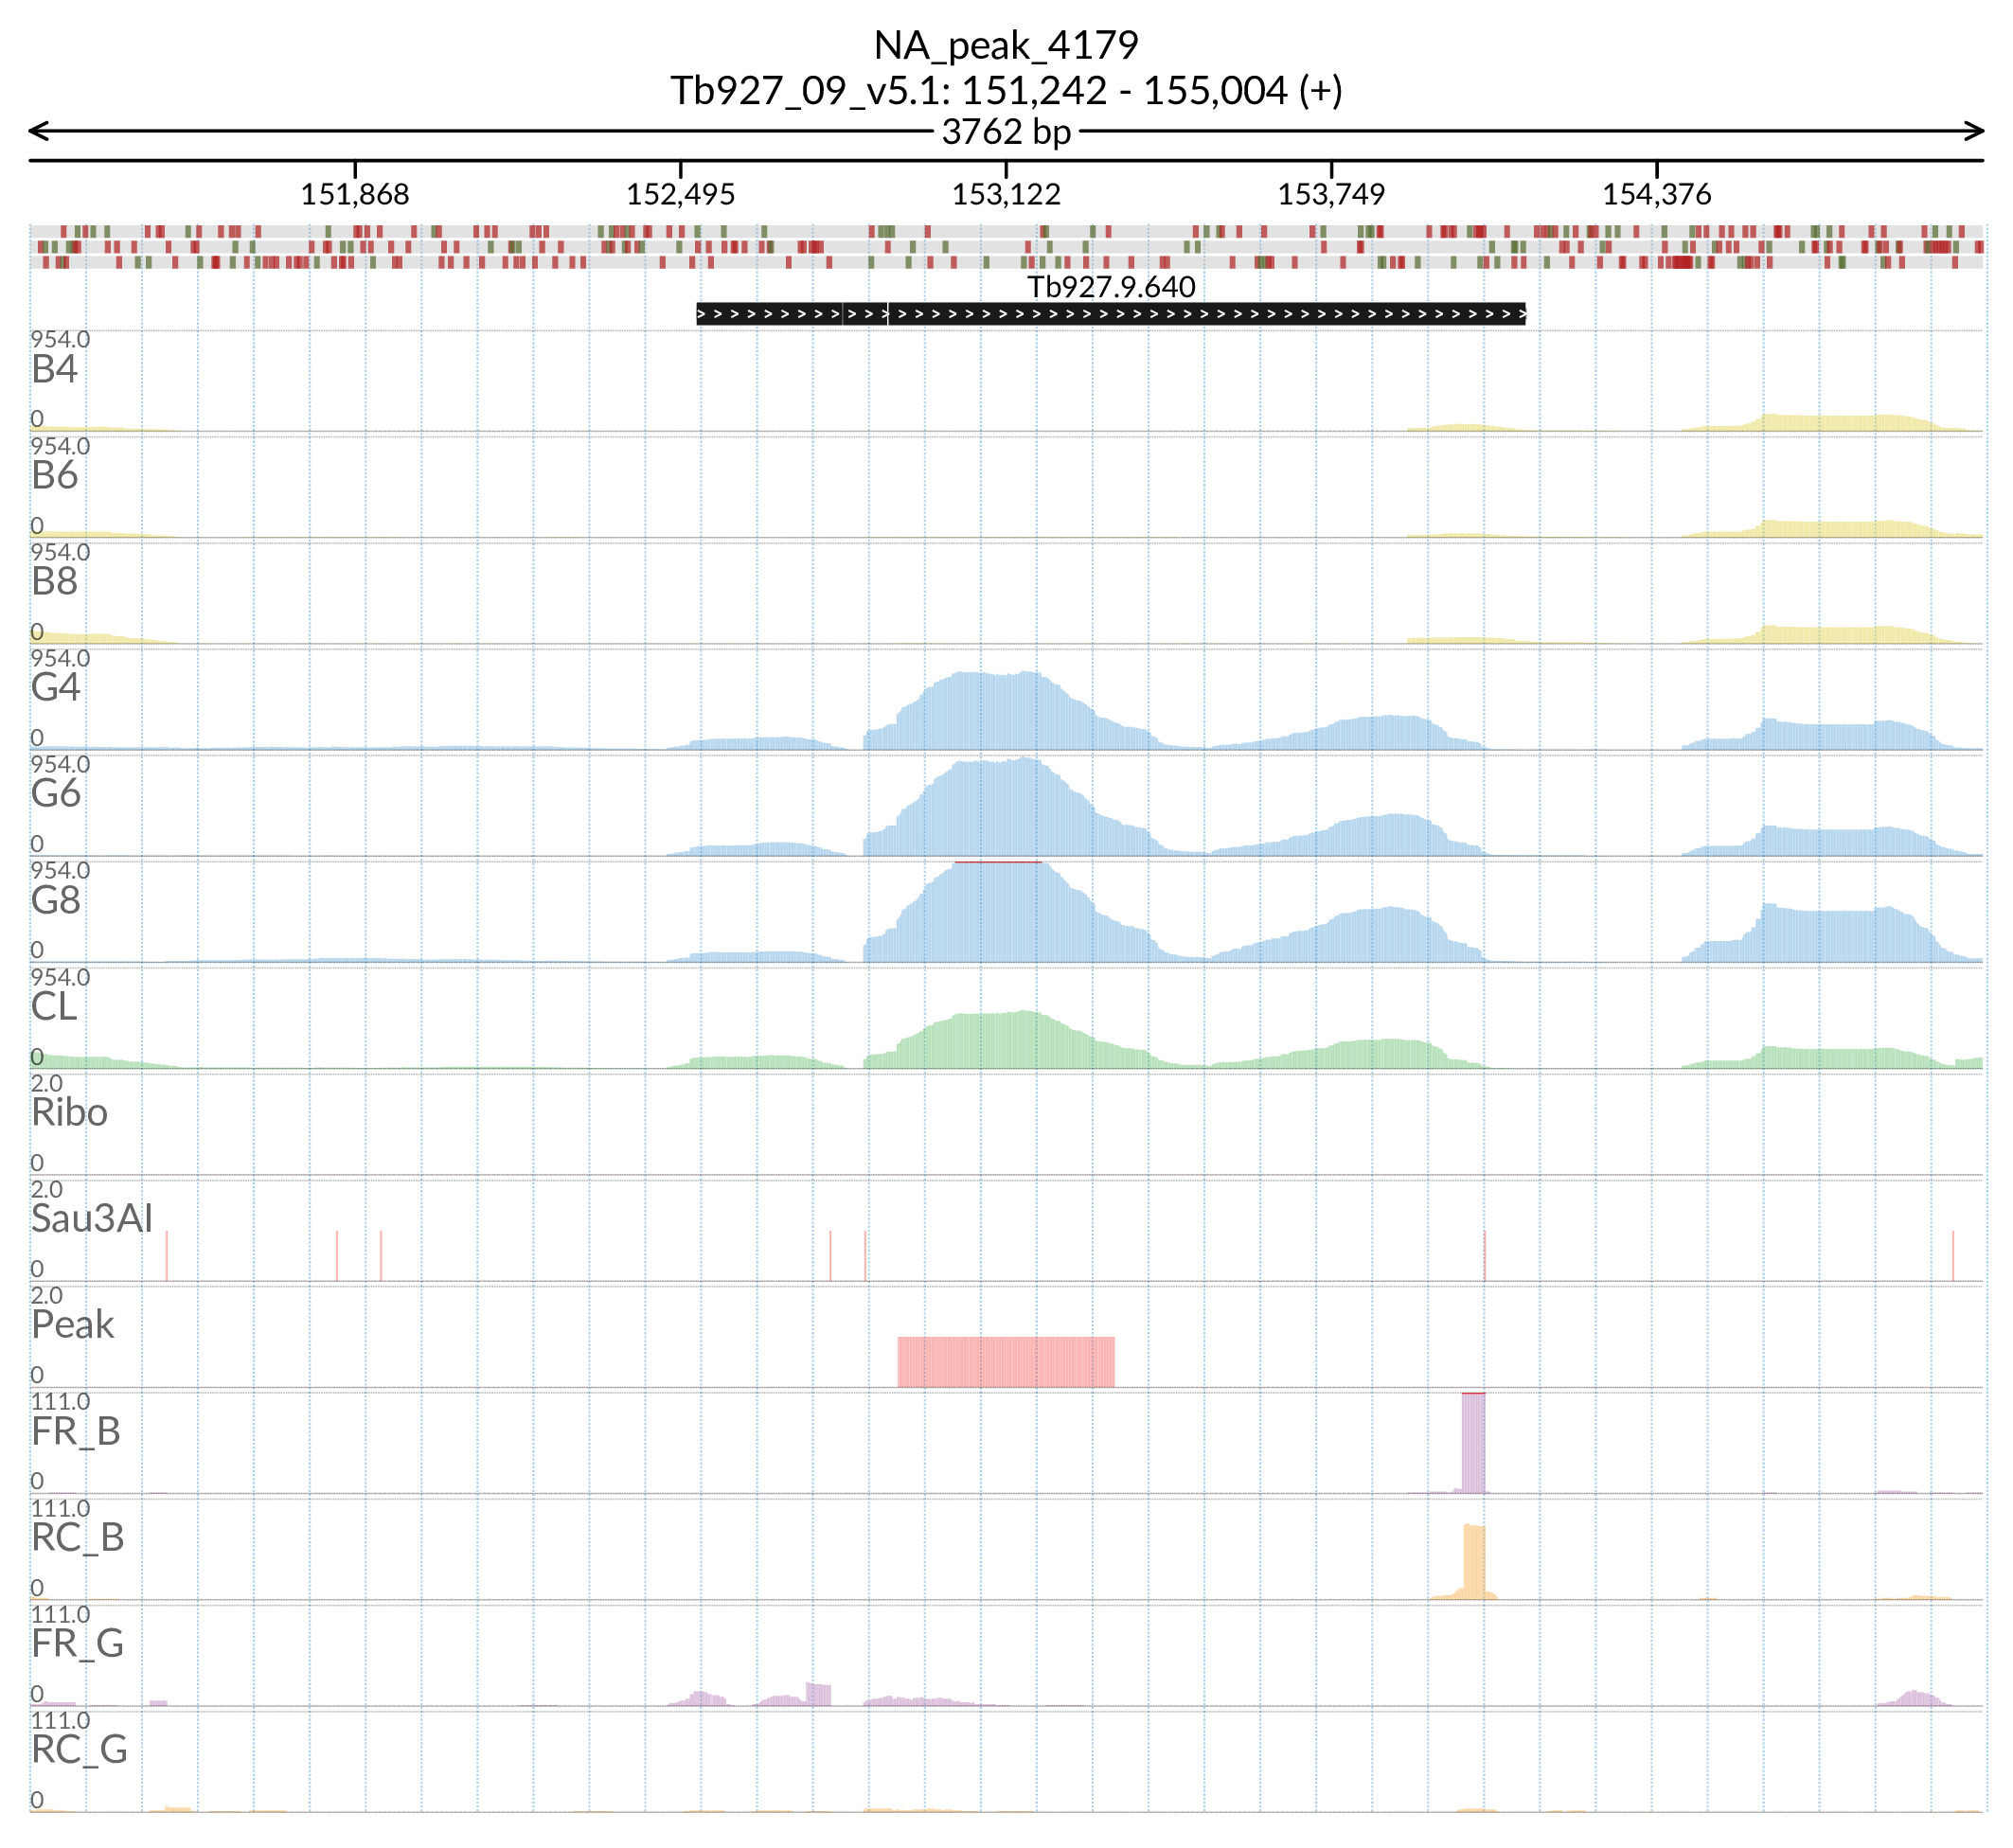 NA_peak_4179
Tb927_09_v5.1: 151,242 - 155,004 (+)
3762 bp
151,868 152,495 153,122 153,749 154,376
Tb927.9.640
954.0
B4
0
954.0
B6
0
954.0
B8
0
954.0
G4
0
954.0
G6
0
954.0
G8
0
954.0
CL
0
2.0
Ribo
0
2.0
Sau3AI
0
2.0
Peak
0
111.0
FR_B
0
111.0
RC_B
0
111.0
FR_G
0
111.0
RC_G
0